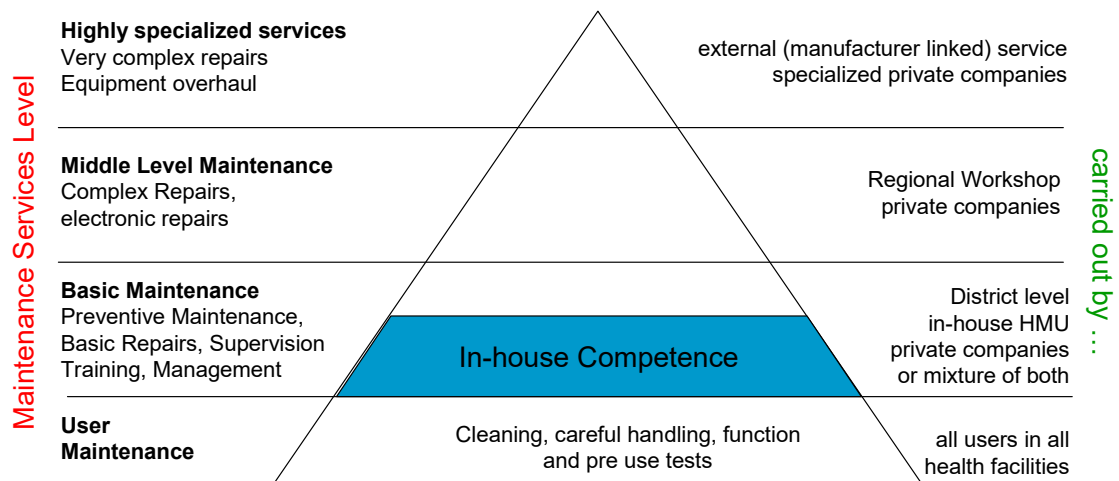 Maintenance Services Level
Highly specialized services
Very complex repairs
Equipment overhaul
external (manufacturer linked) service
specialized private companies
Middle Level Maintenance
Complex Repairs,
electronic repairs
Regional Workshop
private companies
Basic Maintenance
Preventive Maintenance,
Basic Repairs, Supervision
Training, Management
In-house Competence
District level
in-house HMU
private companies
or mixture of both
User
Maintenance
Cleaning, careful handling, function
and pre use tests
all users in all
health facilities
carried out by …